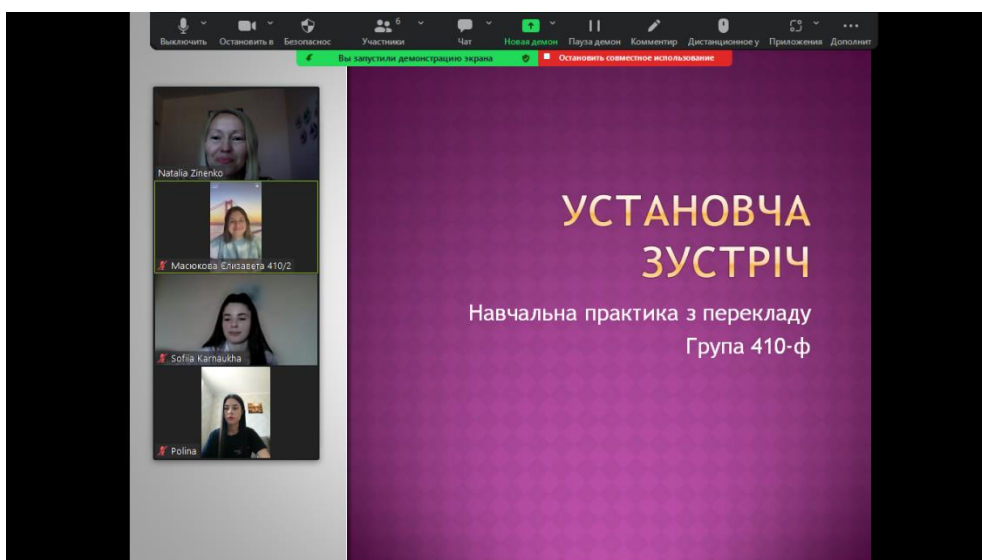 6
Выключить Остановить в Безопаснос Участники Чат Новая демон Пауза демон Комментир Дистанционное у Приложения Дополнит
Вы запустили демонстрацию экрана Остановить совместное использование
Natalia Zinenko
Масюкова Єлизавета 410/2
Sofiia Karnaukha
Polina
УСТАНОВЧА
ЗУСТРІЧ
Навчальна практика з перекладу
Група 410-ф